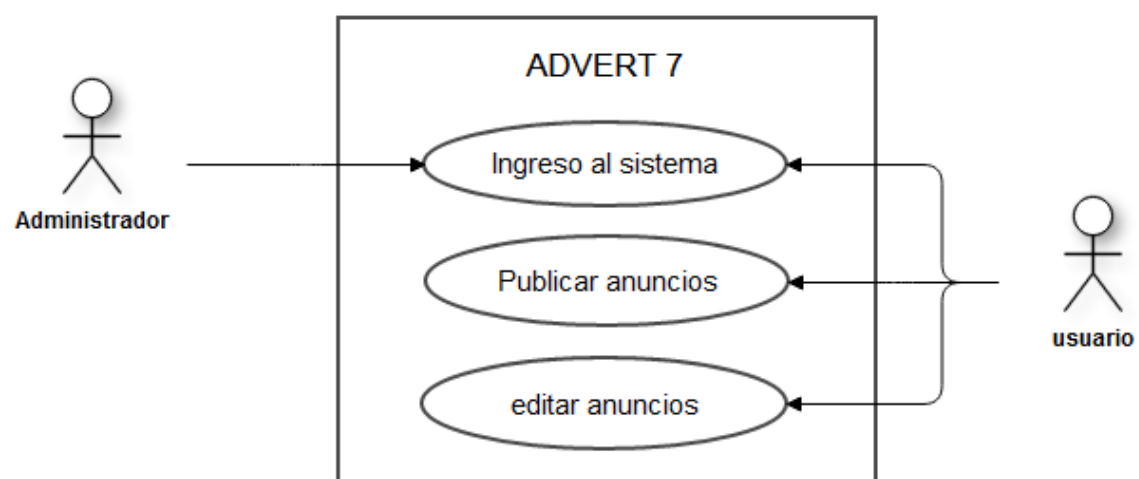 ADVERT 7
Ingreso al sistema
Administrador
Publicar anuncios
usuario
editar anuncios